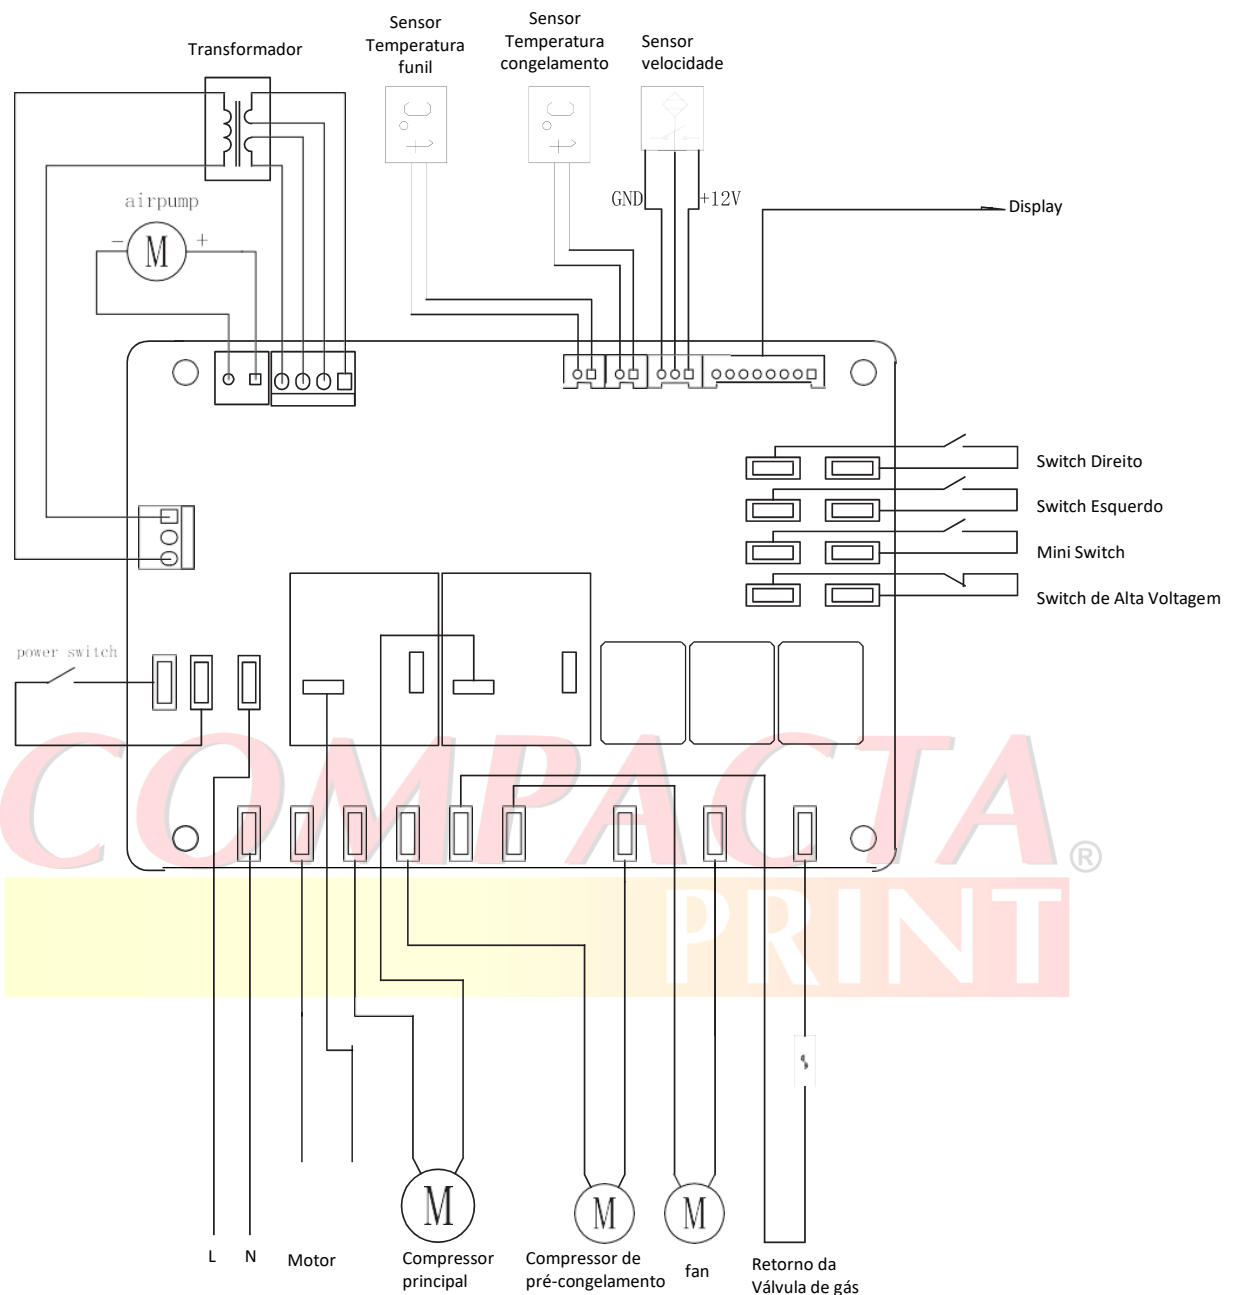 Sensor
Temperatura
funil
Sensor
Temperatura
congelamento
Sensor
velocidade
Transformador
airpump
- M +
GND
+12V
Display
Switch Direito
Switch Esquerdo
Mini Switch
Switch de Alta Voltagem
power switch
COMPACTA
®
PRINT
M
M
M
L
N
Motor
Compressor
principal
Compressor de
pré-congelamento
fan
Retorno da
Válvula de gás